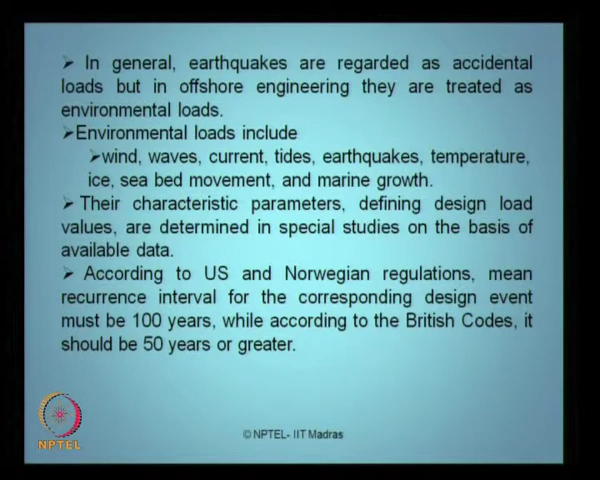 ➢ In general, earthquakes are regarded as accidental
loads but in offshore engineering they are treated as
environmental loads.
➢Environmental loads include
➢wind, waves, current, tides, earthquakes, temperature,
ice, sea bed movement, and marine growth.
➢ Their characteristic parameters, defining design load
values, are determined in special studies on the basis of
available data.
➢ According to US and Norwegian regulations, mean
recurrence interval for the corresponding design event
must be 100 years, while according to the British Codes, it
should be 50 years or greater.
NPTEL
© NPTEL- IIT Madras